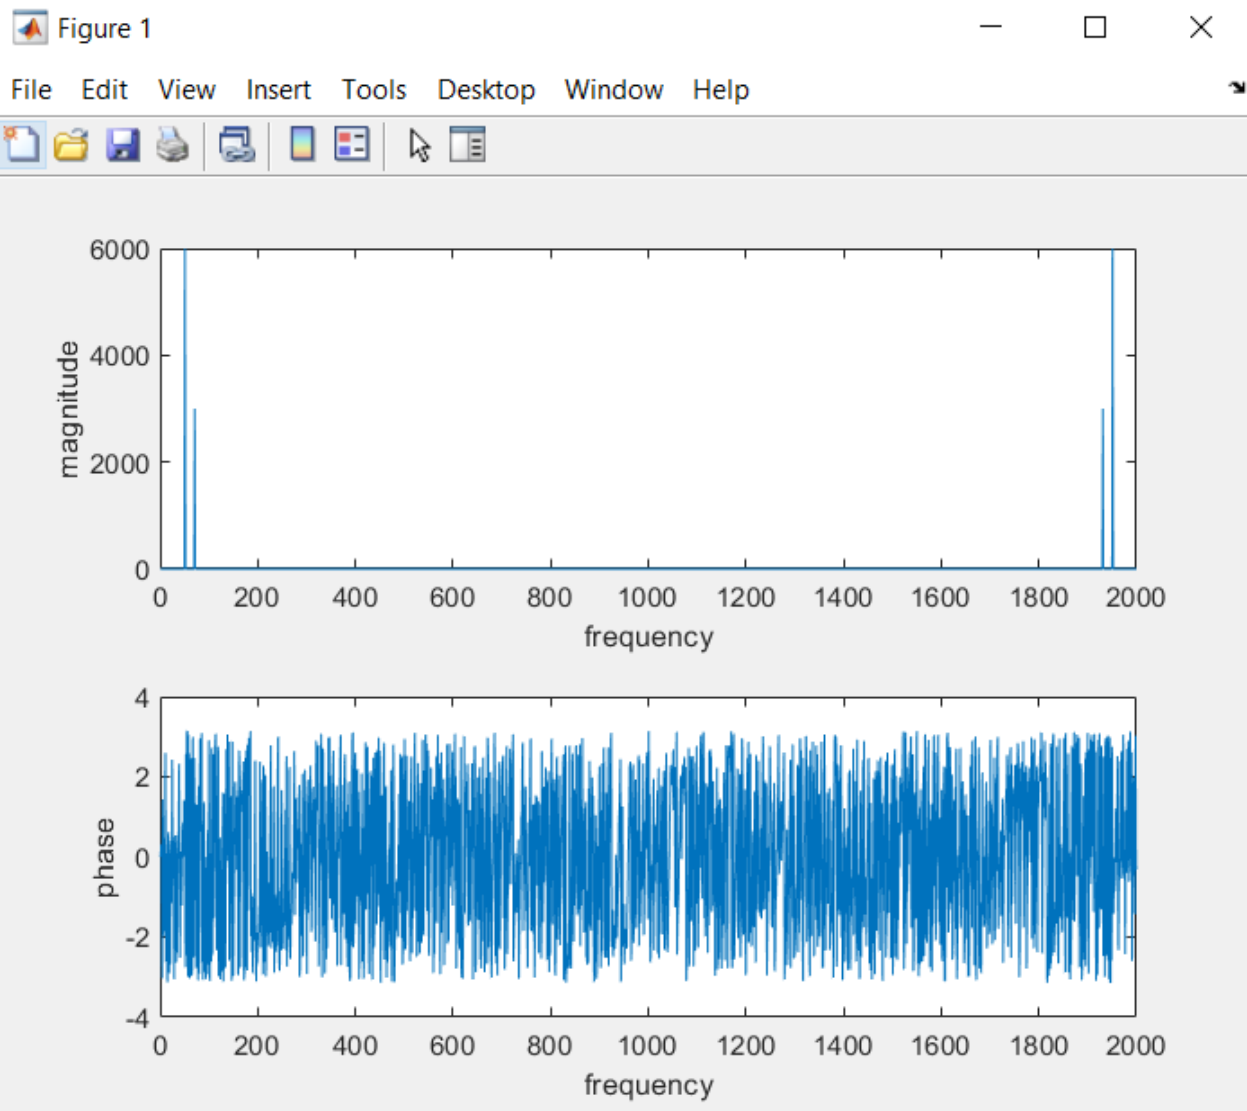 Figure 1
File Edit View Insert Tools Desktop Window Help
6000
4000
2000
0
magnitude
0 200 400 600 800 1000 1200 1400 1600 1800 2000
frequency
4
2
0
-2
-4
phase
0 200 400 600 800 1000 1200 1400 1600 1800 2000
frequency